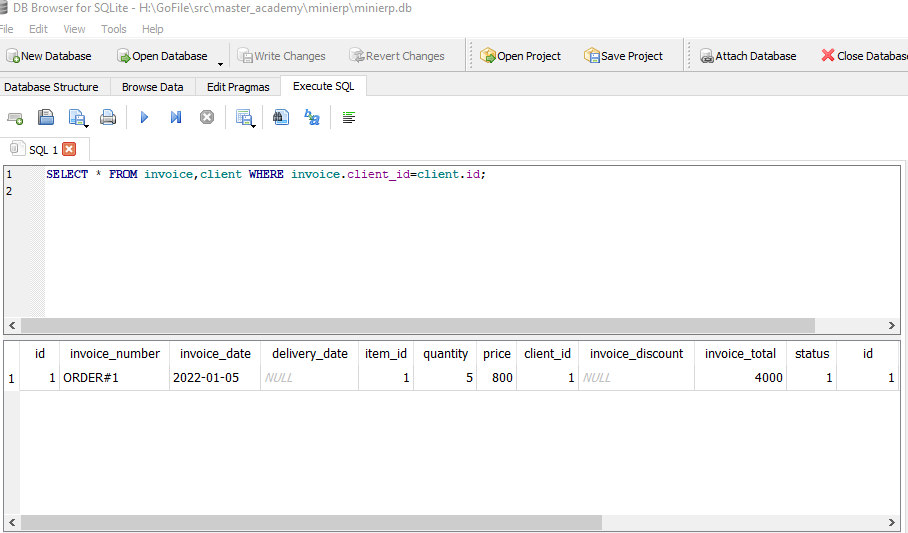 DB Browser for SQLite - H:\GoFile\src\master_academy\minierp\minierp.db
File Edit View Tools Help
New Database Open Database Write Changes Revert Changes Open Project Save Project Attach Database Close Database
Database Structure Browse Data Edit Pragmas Execute SQL
SQL 1
1 SELECT * FROM invoice,client WHERE invoice.client_id=client.id;
2
id invoice_number invoice_date delivery_date item_id quantity price client_id invoice_discount invoice_total status id
1 1 ORDER#1 2022-01-05 NULL 1 5 800 1 NULL 4000 1 1